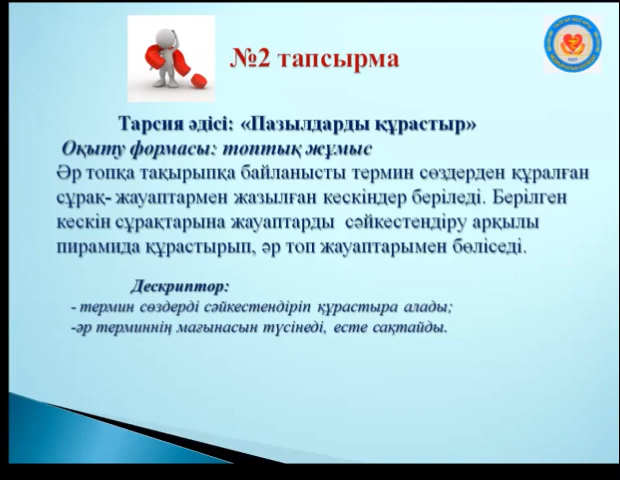 №2 тапсырма
Тарсия әдісі: «Пазылдарды құрастыр»
Оқыту формасы: топтық жұмыс
Әр топқа тақырыпқа байланысты термин сөздерден құралған
сұрақ- жауаптармен жазылған кескіндер беріледі. Берілген
кескін сұрақтарына жауаптарды сәйкестендіру арқылы
пирамида құрастырып, әр топ жауаптарымен бөліседі.
Дескриптор:
- термин сөздерді сәйкестендіріп құрастыра алады;
-әр терминнің мағынасын түсінеді, есте сақтайды.